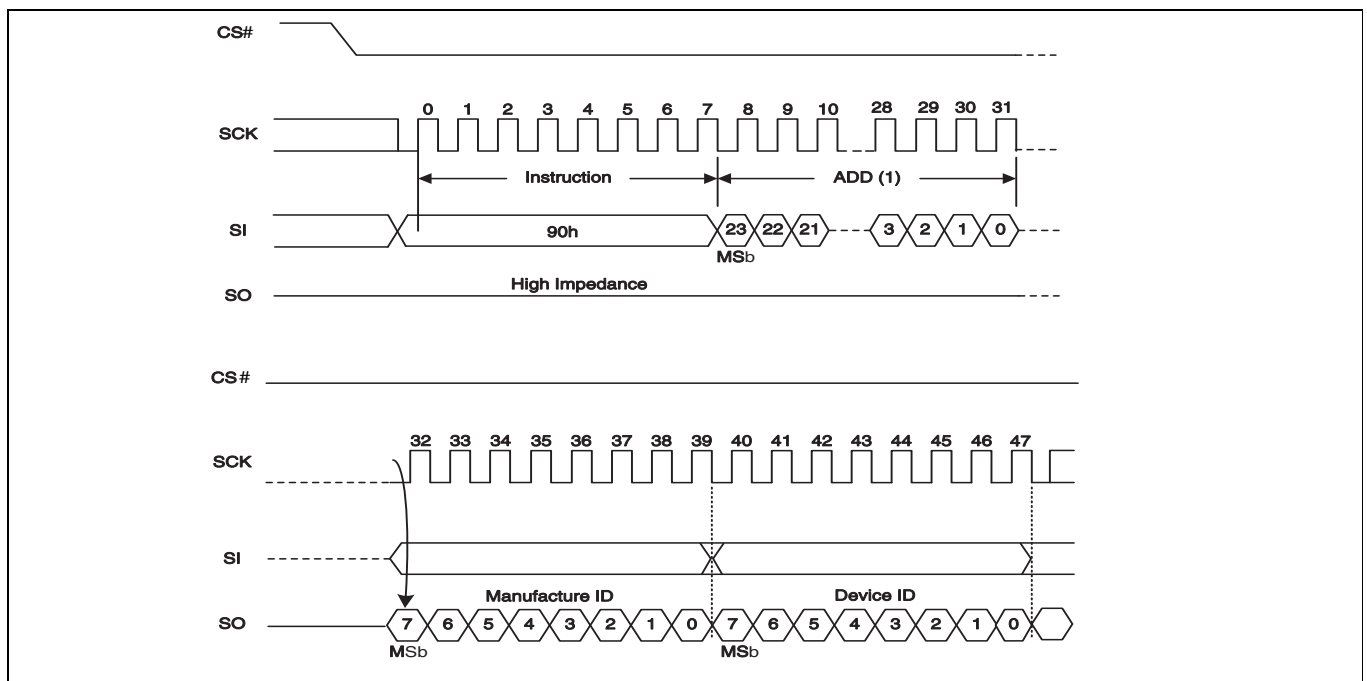 CS#
0 1 2 3 4 5 6 7 8 9 10 28 29 30 31
SCK
Instruction ADD (1)
SI 90h 23 22 21 3 2 1 0
MSb
High Impedance
SO
CS#
32 33 34 35 36 37 38 39 40 41 42 43 44 45 46 47
SCK
SI
Manufacture ID Device ID
SO 7 6 5 4 3 2 1 0 7 6 5 4 3 2 1 0
MSb MSb